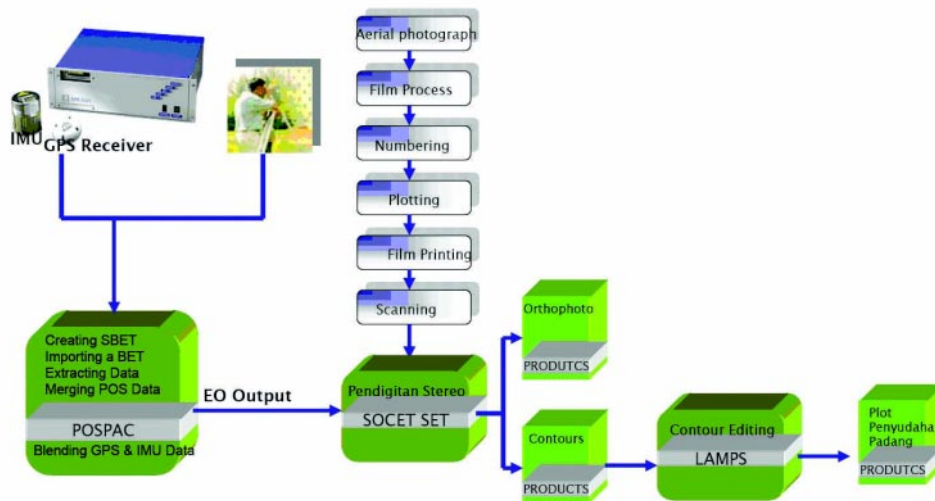 Aerial photograph
Film Process
Numbering
Plotting
Film Printing
Scanning
IMU
GPS Receiver
Creating SBET
Importing a BET
Extracting Data
Merging POS Data
POSPAC
Blending GPS & IMU Data
EO Output
Pendigitan Stereo
SOCET SET
Orthophoto
PRODUTCS
Contours
PRODUCTS
Contour Editing
LAMPS
Plot
Penyudaha
Padang
PRODUTCS